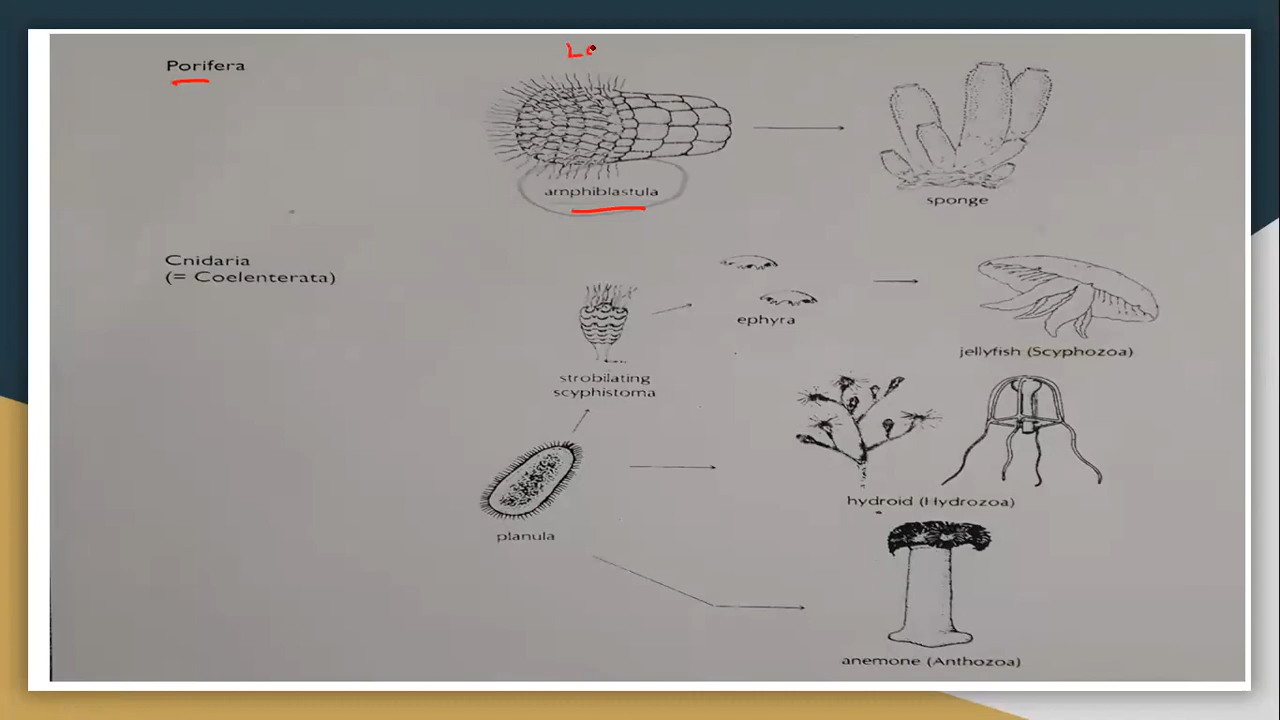 Porifera
L
amphiblastula
sponge
Cnidaria
(= Coelenterata)
ephyra
jellyfish (Scyphozoa)
strobilating
scyphistoma
hydroid (Hydrozoa)
planula
anemone (Anthozoa)